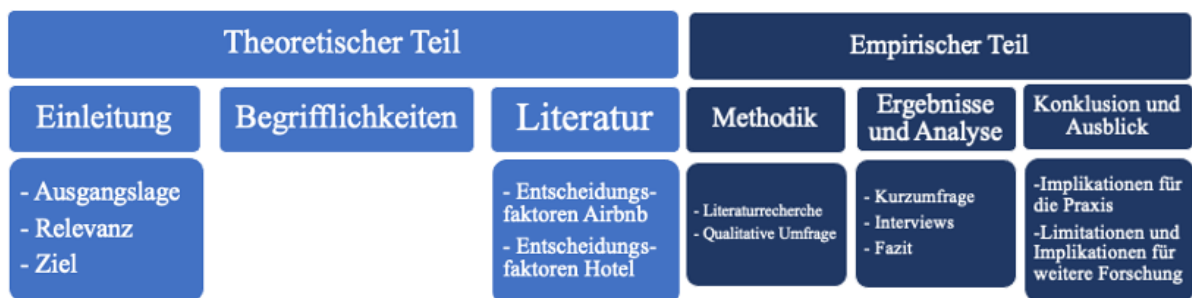 Theoretischer Teil
Empirischer Teil
Einleitung
Begrifflichkeiten
Literatur
Methodik
Ergebnisse
und Analyse
Konklusion und
Ausblick
- Ausgangslage
- Relevanz
- Ziel
- Entscheidungs-
faktoren Airbnb
- Entscheidungs-
faktoren Hotel
- Literaturrecherche
- Qualitative Umfrage
- Kurzumfrage
- Interviews
- Fazit
-Implikationen für
die Praxis
-Limitationen und
Implikationen für
weitere Forschung